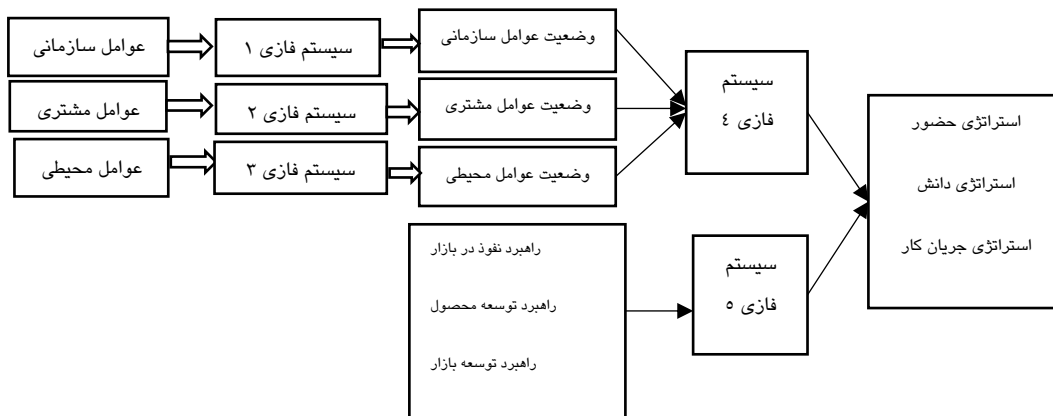 عوامل سازمانی
سیستم فازی ۱
وضعیت عوامل سازمانی
عوامل مشتری
سیستم فازی ۲
وضعیت عوامل مشتری
عوامل محیطی
سیستم فازی ۳
وضعیت عوامل محیطی
سیستم
فازی ٤
راهبرد نفوذ در بازار
راهبرد توسعه محصول
راهبرد توسعه بازار
سیستم
فازی ٥
استراتژی حضور
استراتژی دانش
استراتژی جریان کار